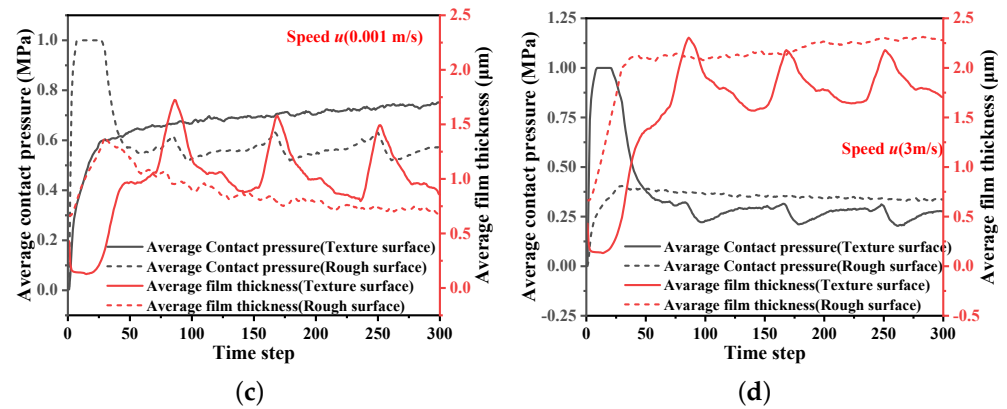 Average contact pressure (MPa)
1.0
0.8
0.6
0.4
0.2
0.0
Speed u(0.001 m/s)
Average Contact pressure(Texture surface)
Average Contact pressure(Rough surface)
Average film thickness(Texture surface)
Average film thickness(Rough surface)
0
50
100
150
200
250
300
Time step
2.5
2.0
1.5
1.0
0.5
0.0
Average film thickness (μm)
(c)
Average contact pressure (MPa)
1.25
1.00
0.75
0.50
0.25
0.00
-0.25
Speed u(3m/s)
Avarage Contact pressure(Texture surface)
Avarage Contact pressure(Rough surface)
Avarage film thickness(Texture surface)
Avarage film thickness(Rough surface)
0
50
100
150
200
250
300
Time step
2.5
2.0
1.5
1.0
0.5
0.0
-0.5
Average film thickness (μm)
(d)